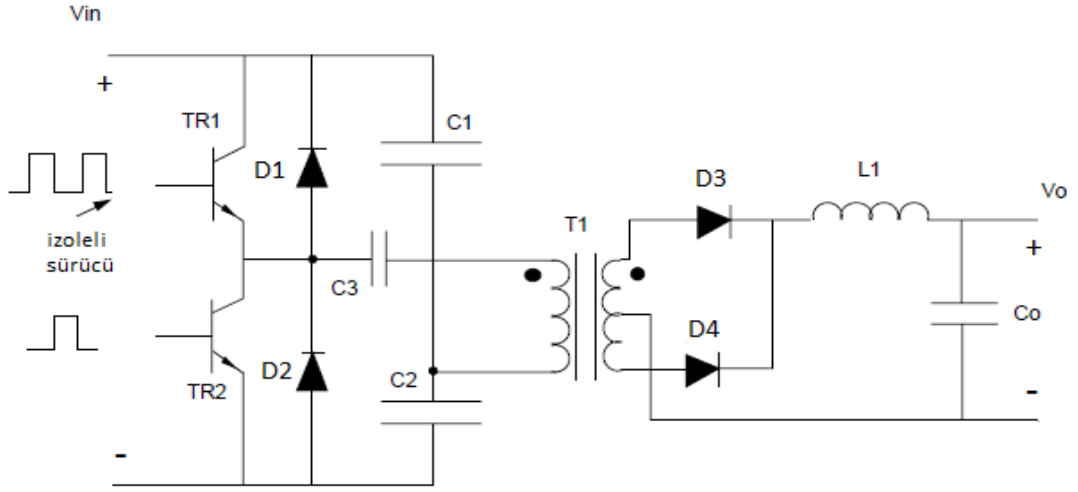 Vin
+
TR1
D1
C1
izoleli
sürücü
C3
T1
D3
L1
Vo
+
Co
-
D4
TR2
D2
C2
-